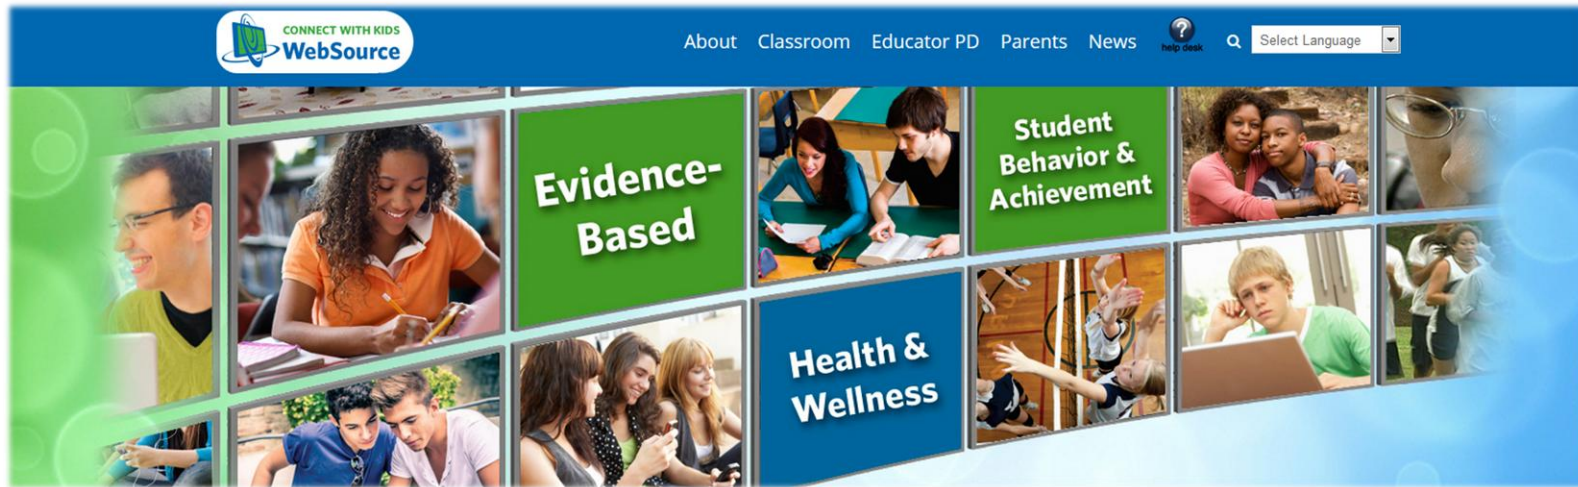 CONNECT WITH KIDS
WebSource
About Classroom Educator PD Parents News
help desk
Select Language
Evidence-
Based
Student
Behavior &
Achievement
Health &
Wellness